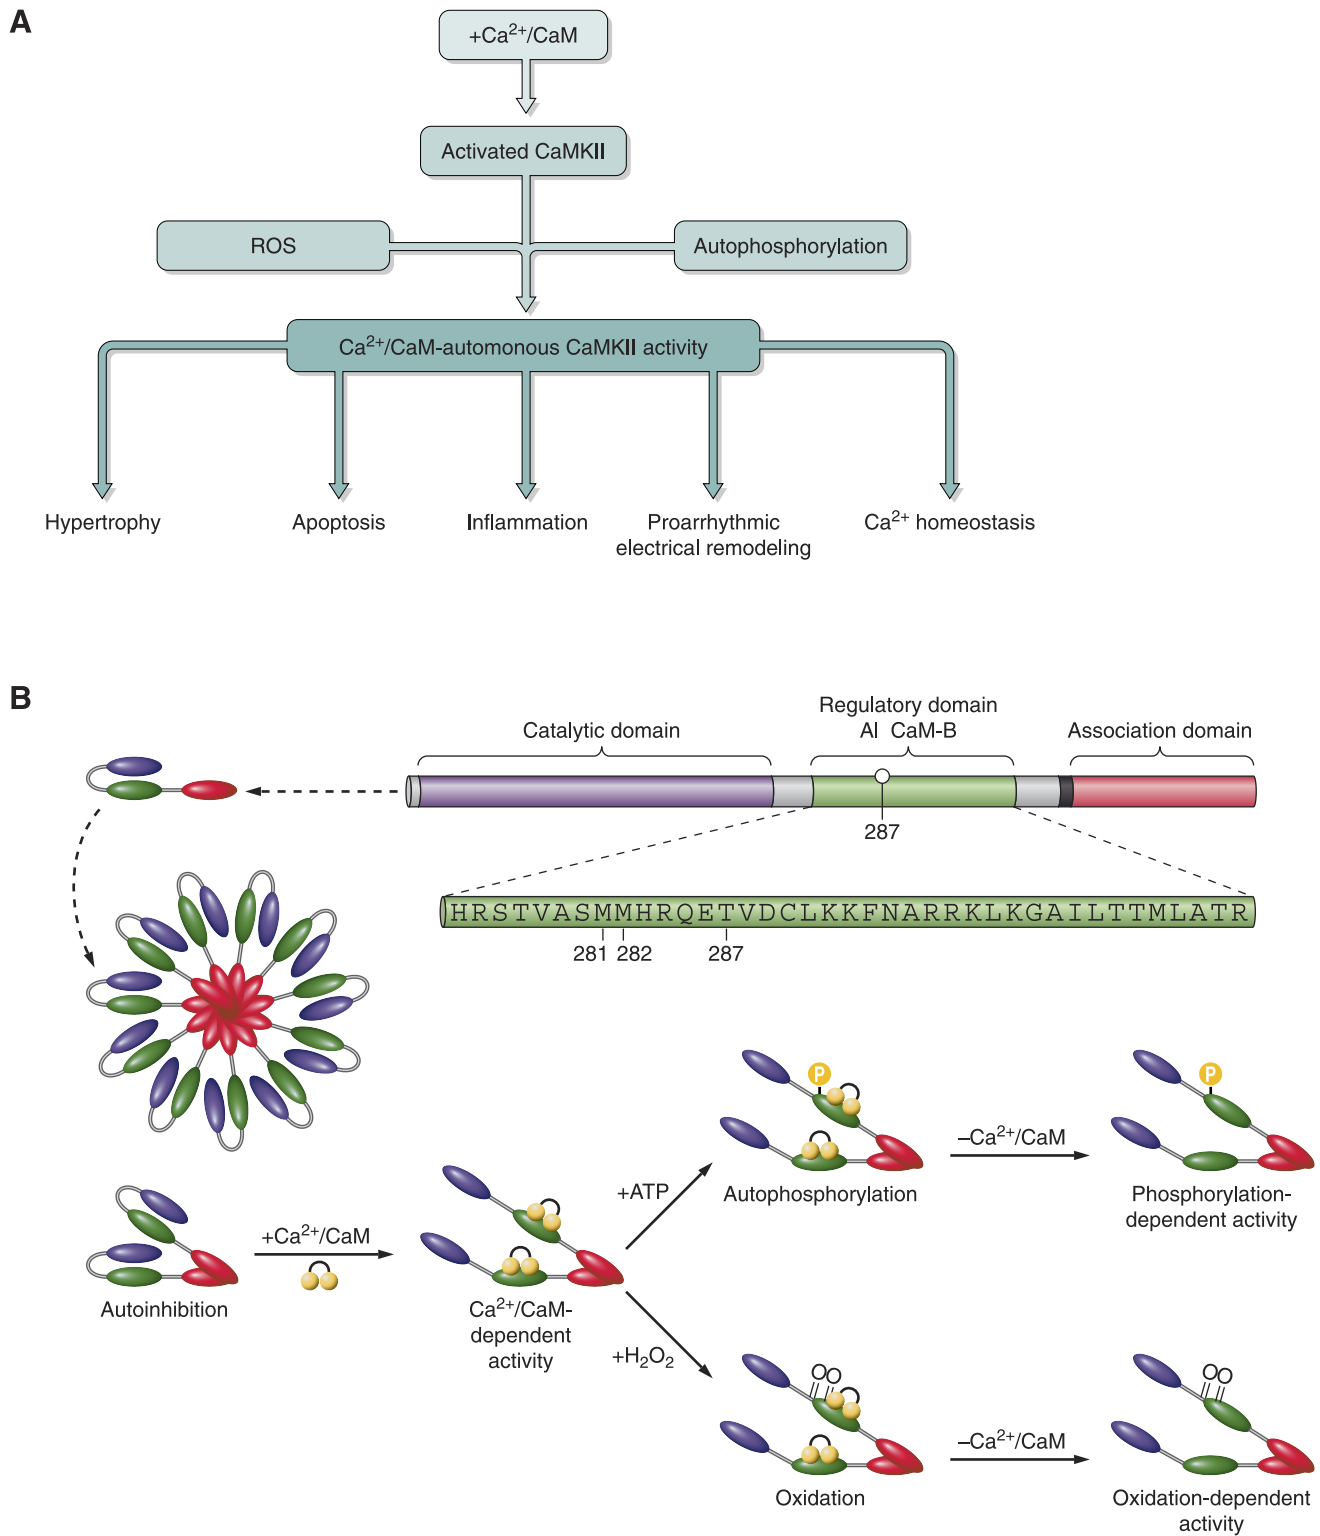 A
+Ca²⁺/CaM
Activated CaMKII
ROS
Autophosphorylation
Ca²⁺/CaM-automonous CaMKII activity
Hypertrophy
Apoptosis
Inflammation
Proarrhythmic
electrical remodeling
Ca²⁺ homeostasis
B
Catalytic domain
Regulatory domain
AI CaM-B
Association domain
287
HRSTVASMMHRQETVDCLKKFNARRKLKGAILTTMLATR
281 282 287
+Ca²⁺/CaM
Autoinhibition
Ca²⁺/CaM-
dependent
activity
+ATP
P
Autophosphorylation
–Ca²⁺/CaM
P
Phosphorylation-
dependent activity
+H₂O₂
OO
Oxidation
–Ca²⁺/CaM
OO
Oxidation-dependent
activity